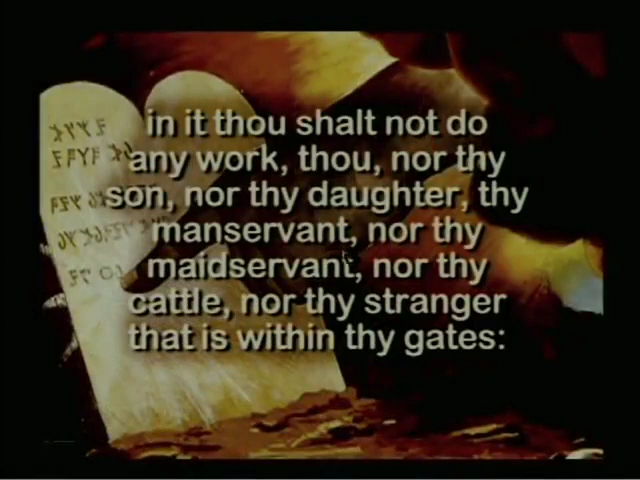 in it thou shalt not do
any work, thou, nor thy
son, nor thy daughter, thy
manservant, nor thy
maidservant, nor thy
cattle, nor thy stranger
that is within thy gates: